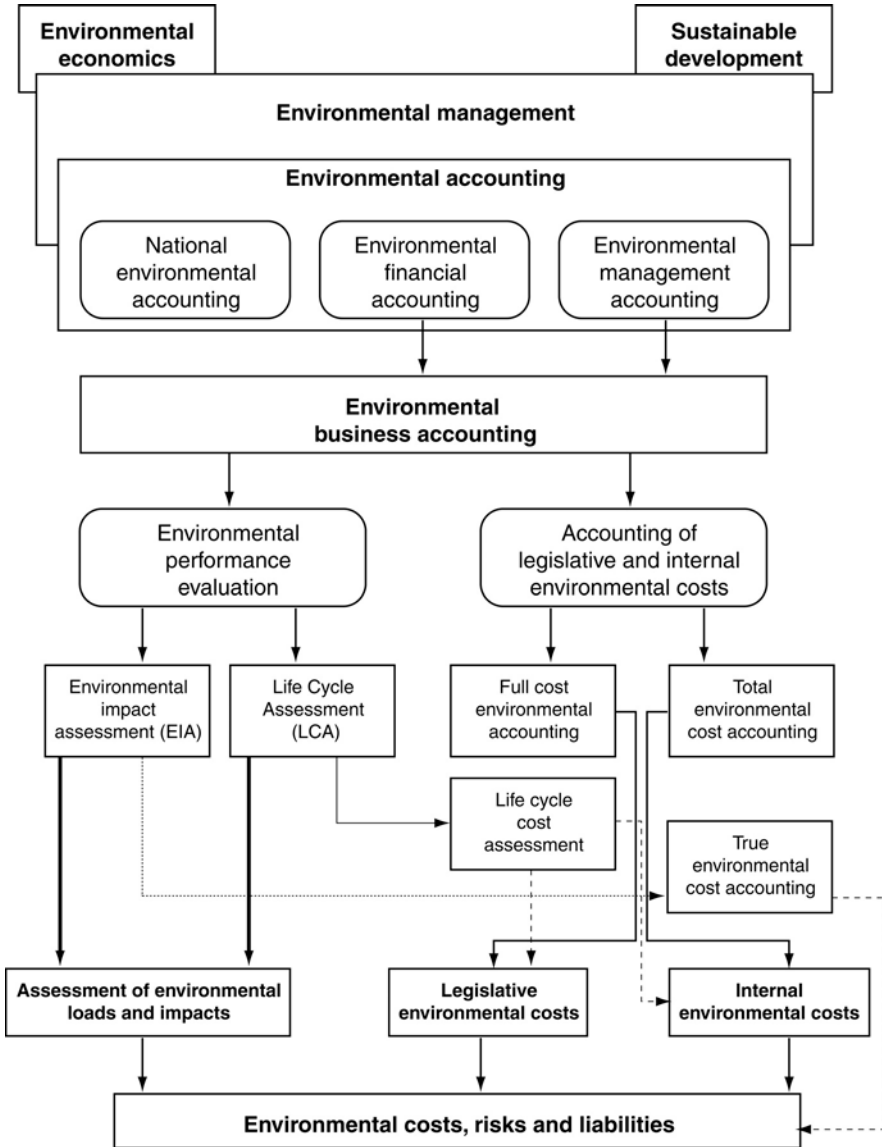 Environmental
economics
Sustainable
development
Environmental management
Environmental accounting
National
environmental
accounting
Environmental
financial
accounting
Environmental
management
accounting
Environmental
business accounting
Environmental
performance
evaluation
Accounting of
legislative and internal
environmental costs
Environmental
impact
assessment (EIA)
Life Cycle
Assessment
(LCA)
Full cost
environmental
accounting
Total
environmental
cost accounting
Life cycle
cost
assessment
True
environmental
cost accounting
Assessment of environmental
loads and impacts
Legislative
environmental costs
Internal
environmental costs
Environmental costs, risks and liabilities